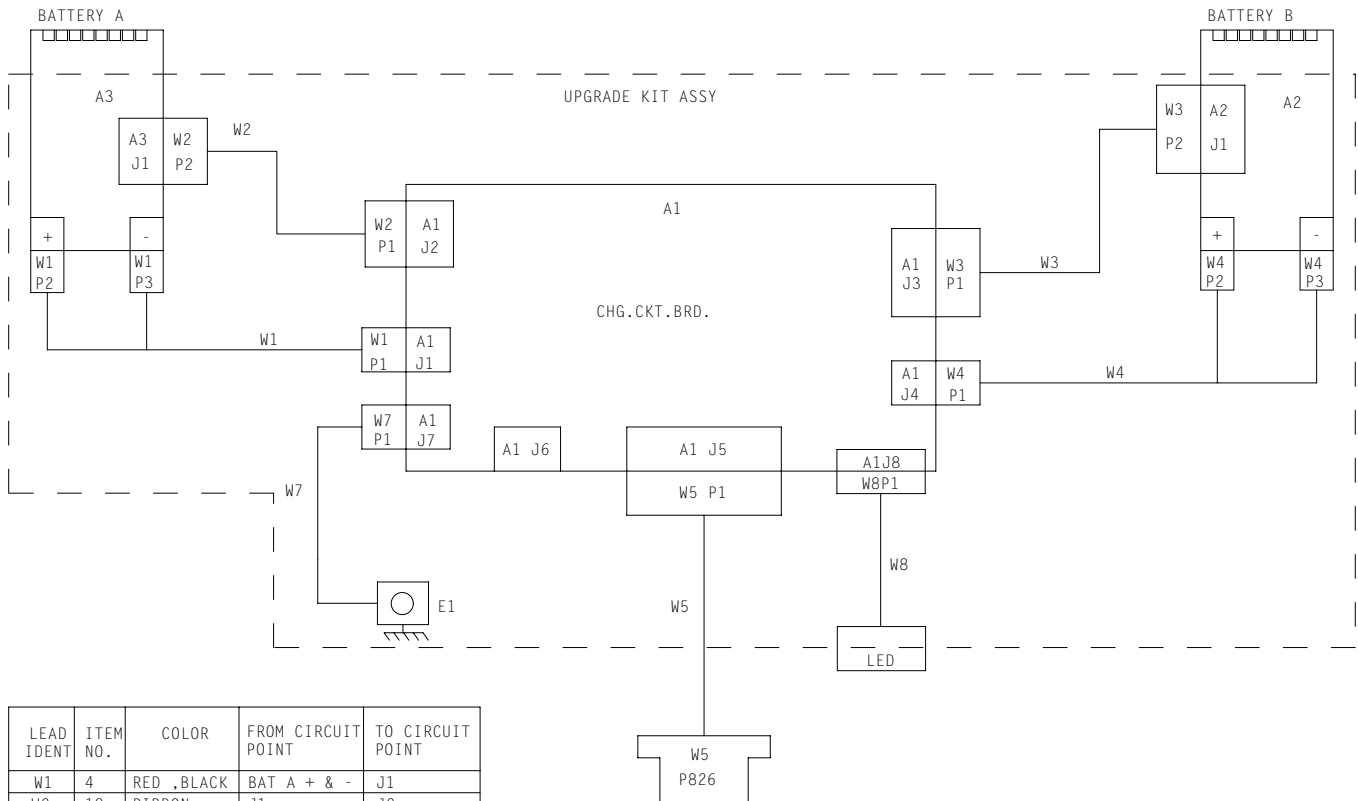 BATTERY A
BATTERY B
UPGRADE KIT ASSY
A3
A2
A3
J1
W2
P2
W2
W3
P2
A2
J1
A1
W2
P1
A1
J2
A1
J3
W3
P1
W3
+
-
W1
P2
W1
P3
+
-
W4
P2
W4
P3
CHG.CKT.BRD.
W1
W1
P1
A1
J1
A1
J4
W4
P1
W4
W7
P1
A1
J7
A1 J6
A1 J5
W5 P1
A1J8
W8P1
W7
W8
E1
W5
LED
LEAD IDENT ITEM NO. COLOR FROM CIRCUIT POINT TO CIRCUIT POINT
W1 4 RED ,BLACK BAT A + & - J1
RIBBON J1
W5
P826